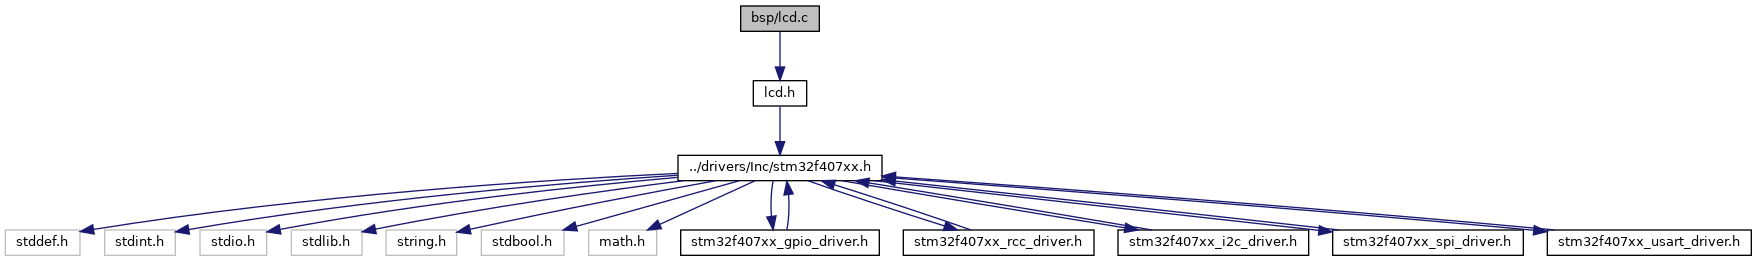 bsp/lcd.c
lcd.h
../drivers/Inc/stm32f407xx.h
stddef.h
stdint.h
stdio.h
stdlib.h
string.h
stdbool.h
math.h
stm32f407xx_gpio_driver.h
stm32f407xx_rcc_driver.h
stm32f407xx_i2c_driver.h
stm32f407xx_spi_driver.h
stm32f407xx_usart_driver.h